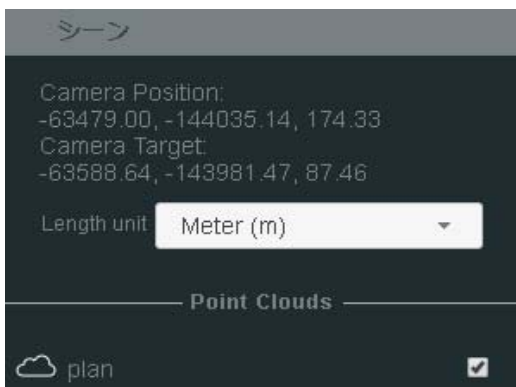 シーン
Camera Position:
-63479.00, -144035.14, 174.33
Camera Target:
-63588.64, -143981.47, 87.46
Length unit Meter (m)
Point Clouds
plan